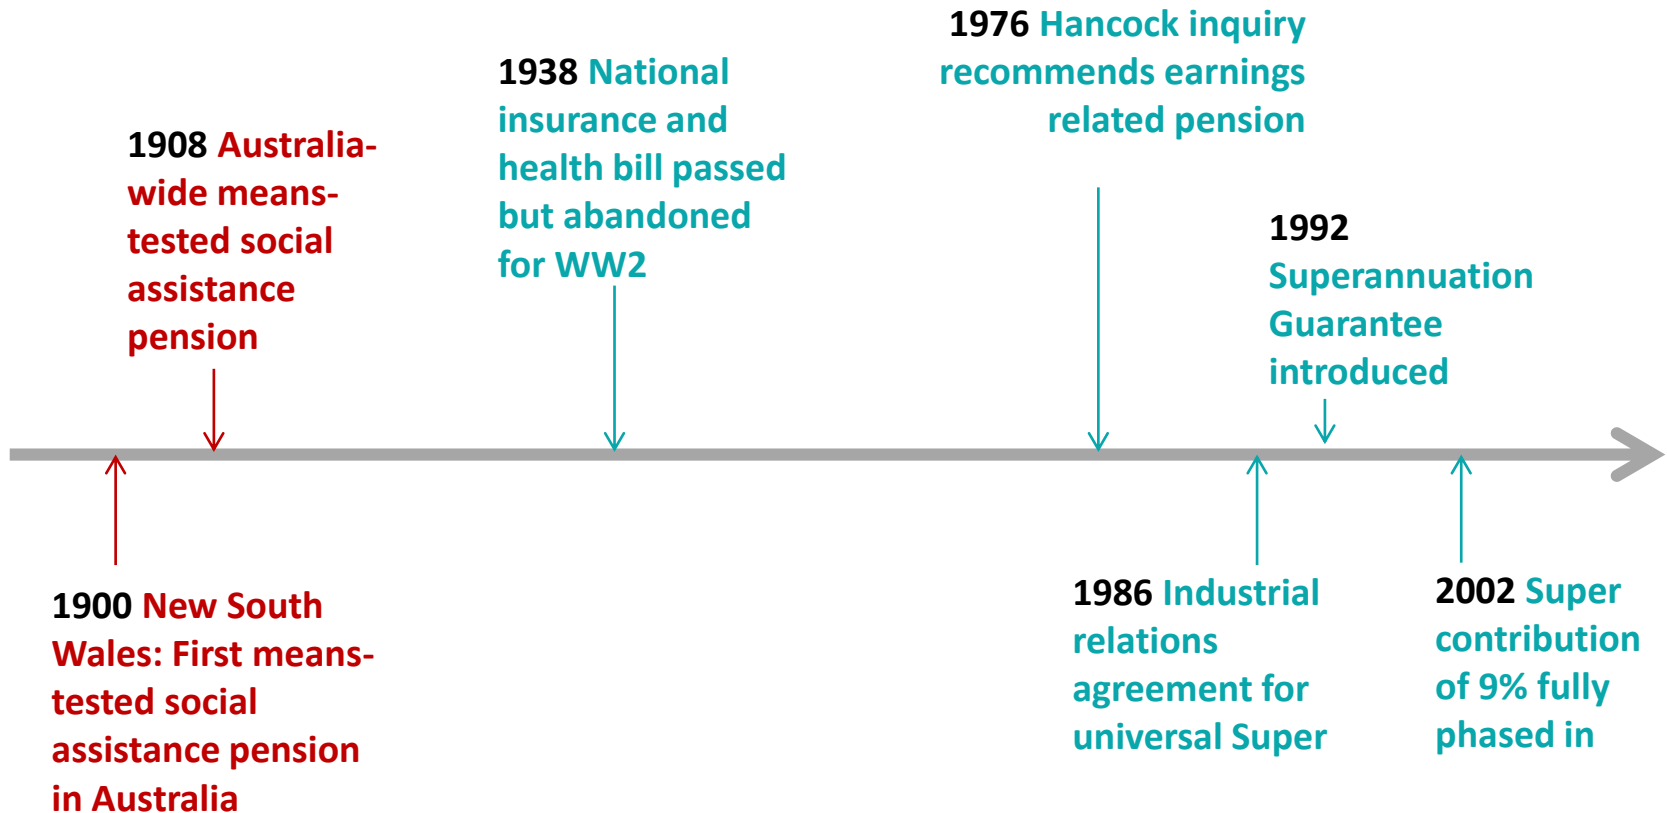 1900 New South
Wales: First means-
tested social
assistance pension
in Australia
1908 Australia-
wide means-
tested social
assistance
pension
1938 National
insurance and
health bill passed
but abandoned
for WW2
1976 Hancock inquiry
recommends earnings
related pension
1986 Industrial
relations
agreement for
universal Super
1992
Superannuation
Guarantee
introduced
2002 Super
contribution
of 9% fully
phased in